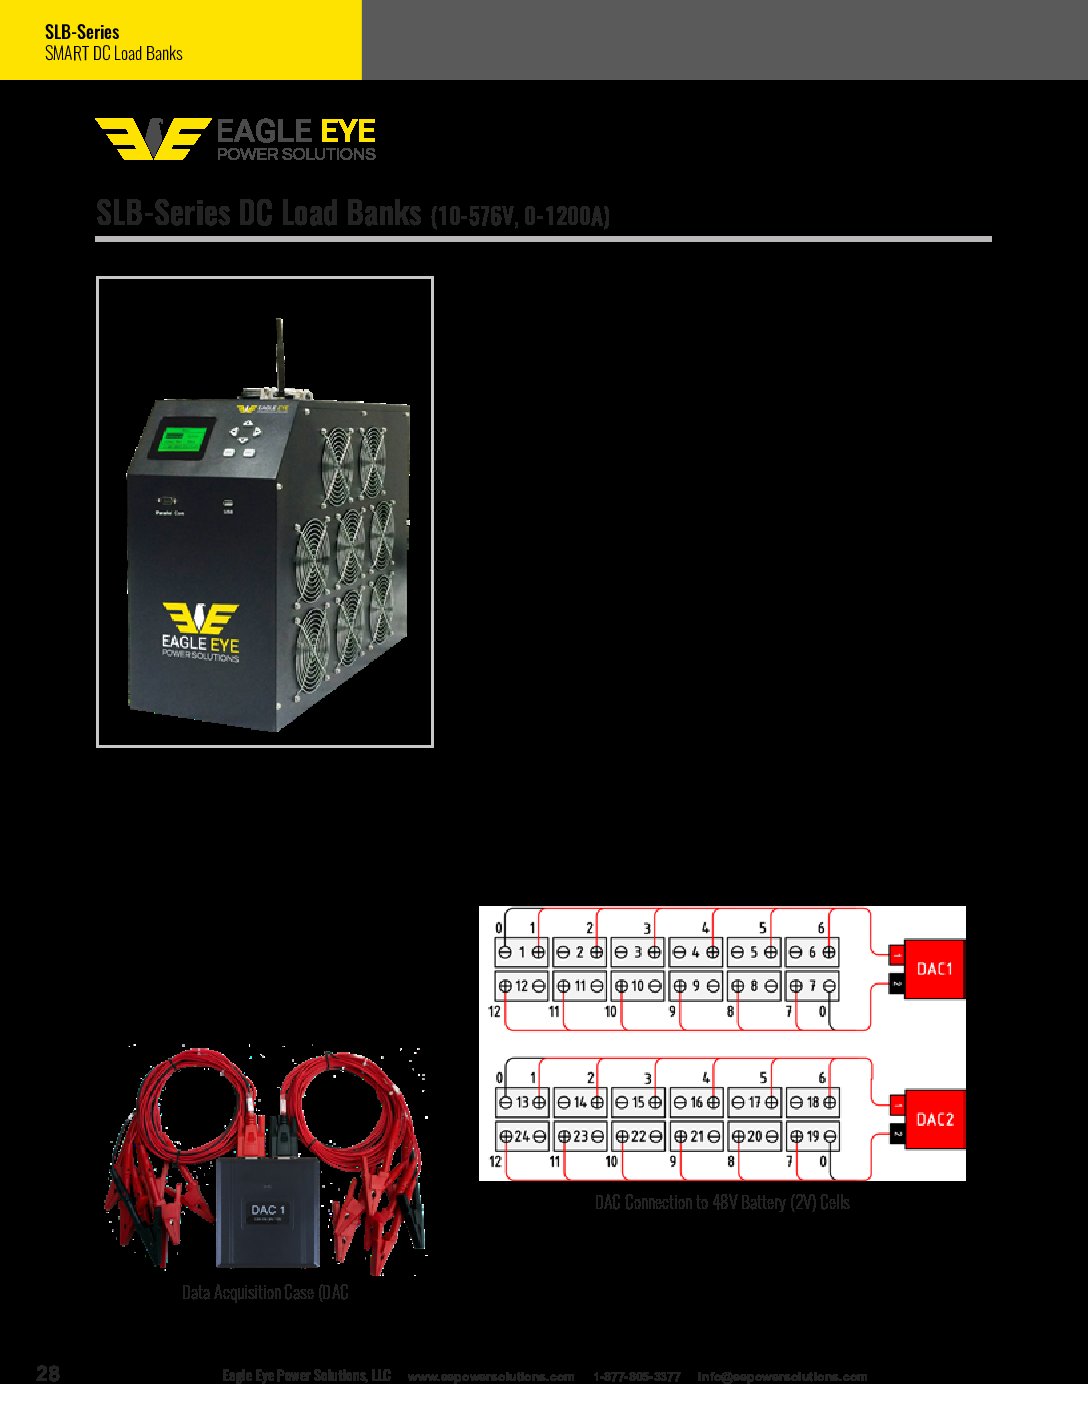 SLB-Series
SMART DC Load Banks
EAGLE EYE
POWER SOLUTIONS
SLB-Series DC Load Banks (10-576V, 0-1200A)
EAGLE EYE
Parallel Com
USB
EAGLE EYE
POWER SOLUTIONS
0 1 2 3 4 5 6
1 2 3 4 5 6
DAC1
12 11 10 9 8 7
12 11 10 9 8 7 0
0 1 2 3 4 5 6
13 14 15 16 17 18
DAC2
24 23 22 21 20 19
12 11 10 9 8 7 0
DAC Connection to 48V Battery (2V) Cells
DAC 1
Data Acquisition Case (DAC
28 Eagle Eye Power Solutions, LLC www.eepowersolutions.com 1-877-805-3377 info@eepowersolutions.com